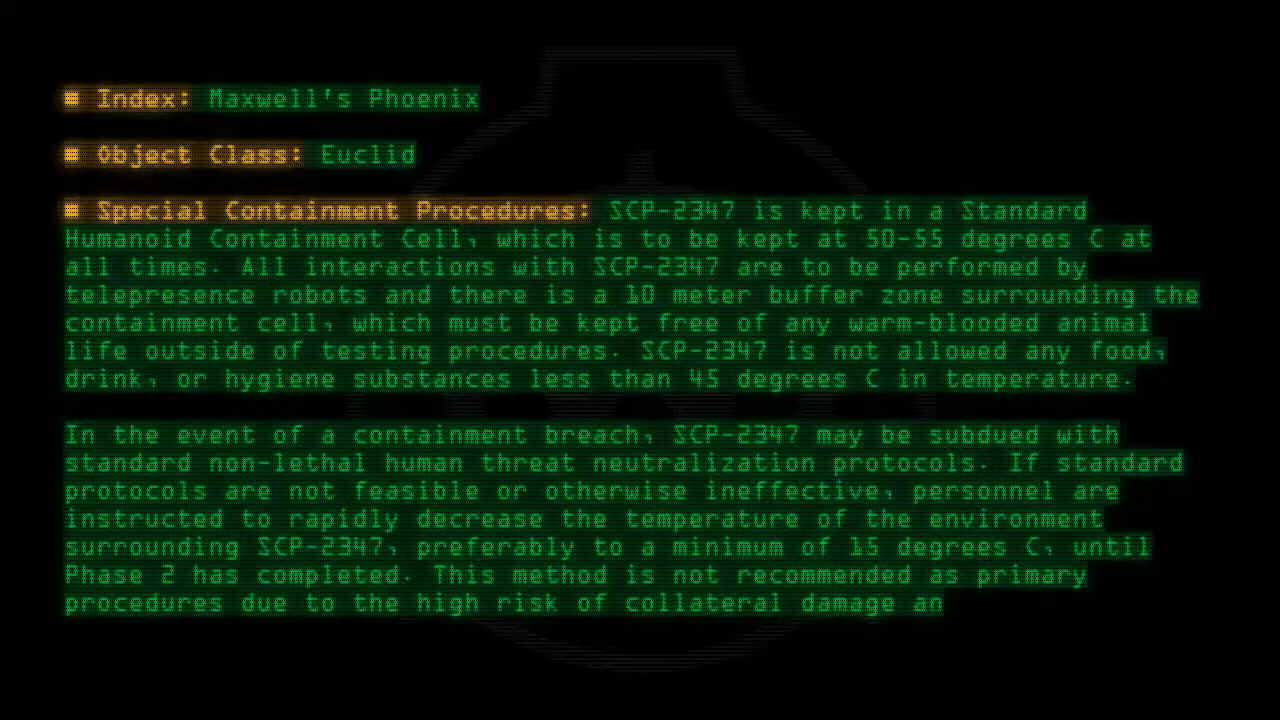 ■ Index: Maxwell's Phoenix
■ Object Class: Euclid
■ Special Containment Procedures: SCP-2347 is kept in a Standard
Humanoid Containment Cell, which is to be kept at 50-55 degrees C at
all times. All interactions with SCP-2347 are to be performed by
telepresence robots and there is a 10 meter buffer zone surrounding the
containment cell, which must be kept free of any warm-blooded animal
life outside of testing procedures. SCP-2347 is not allowed any food,
drink, or hygiene substances less than 45 degrees C in temperature.
In the event of a containment breach, SCP-2347 may be subdued with
standard non-lethal human threat neutralization protocols. If standard
protocols are not feasible or otherwise ineffective, personnel are
instructed to rapidly decrease the temperature of the environment
surrounding SCP-2347, preferably to a minimum of 15 degrees C, until
Phase 2 has completed. This method is not recommended as primary
procedures due to the high risk of collateral damage an